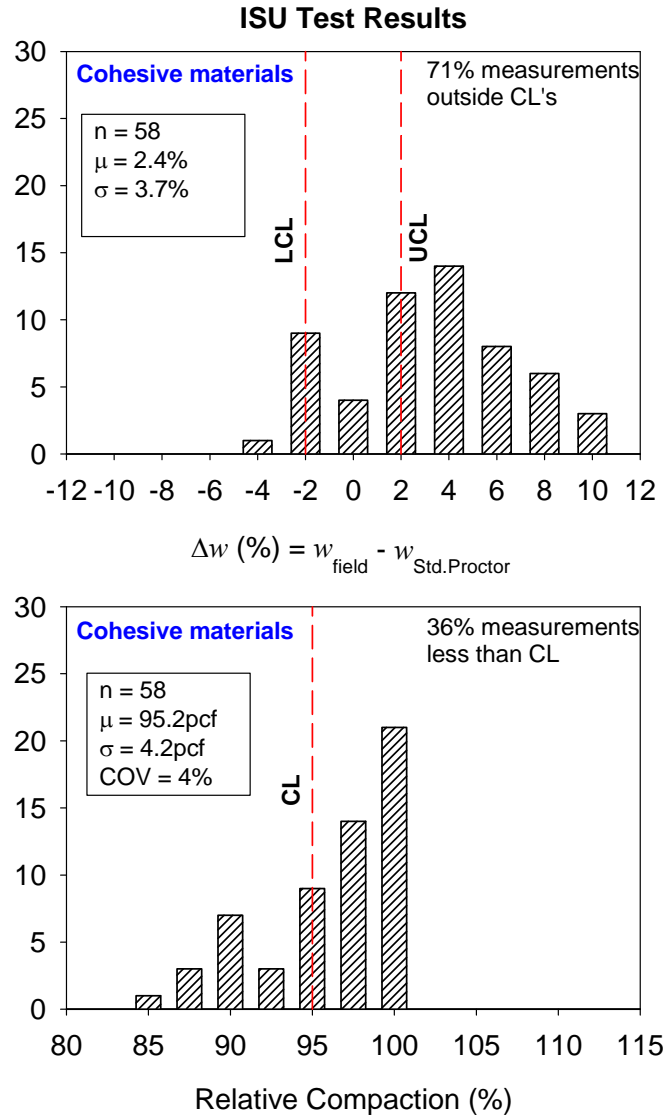 ISU Test Results
30
25
20
15
10
5
0
Cohesive materials
71% measurements
outside CL's
n = 58
μ = 2.4%
σ = 3.7%
LCL
UCL
-12 -10 -8 -6 -4 -2 0 2 4 6 8 10 12
Δw (%) = w_field - w_Std.Proctor
30
25
20
15
10
5
0
Cohesive materials
36% measurements
less than CL
n = 58
μ = 95.2pcf
σ = 4.2pcf
COV = 4%
CL
80 85 90 95 100 105 110 115
Relative Compaction (%)